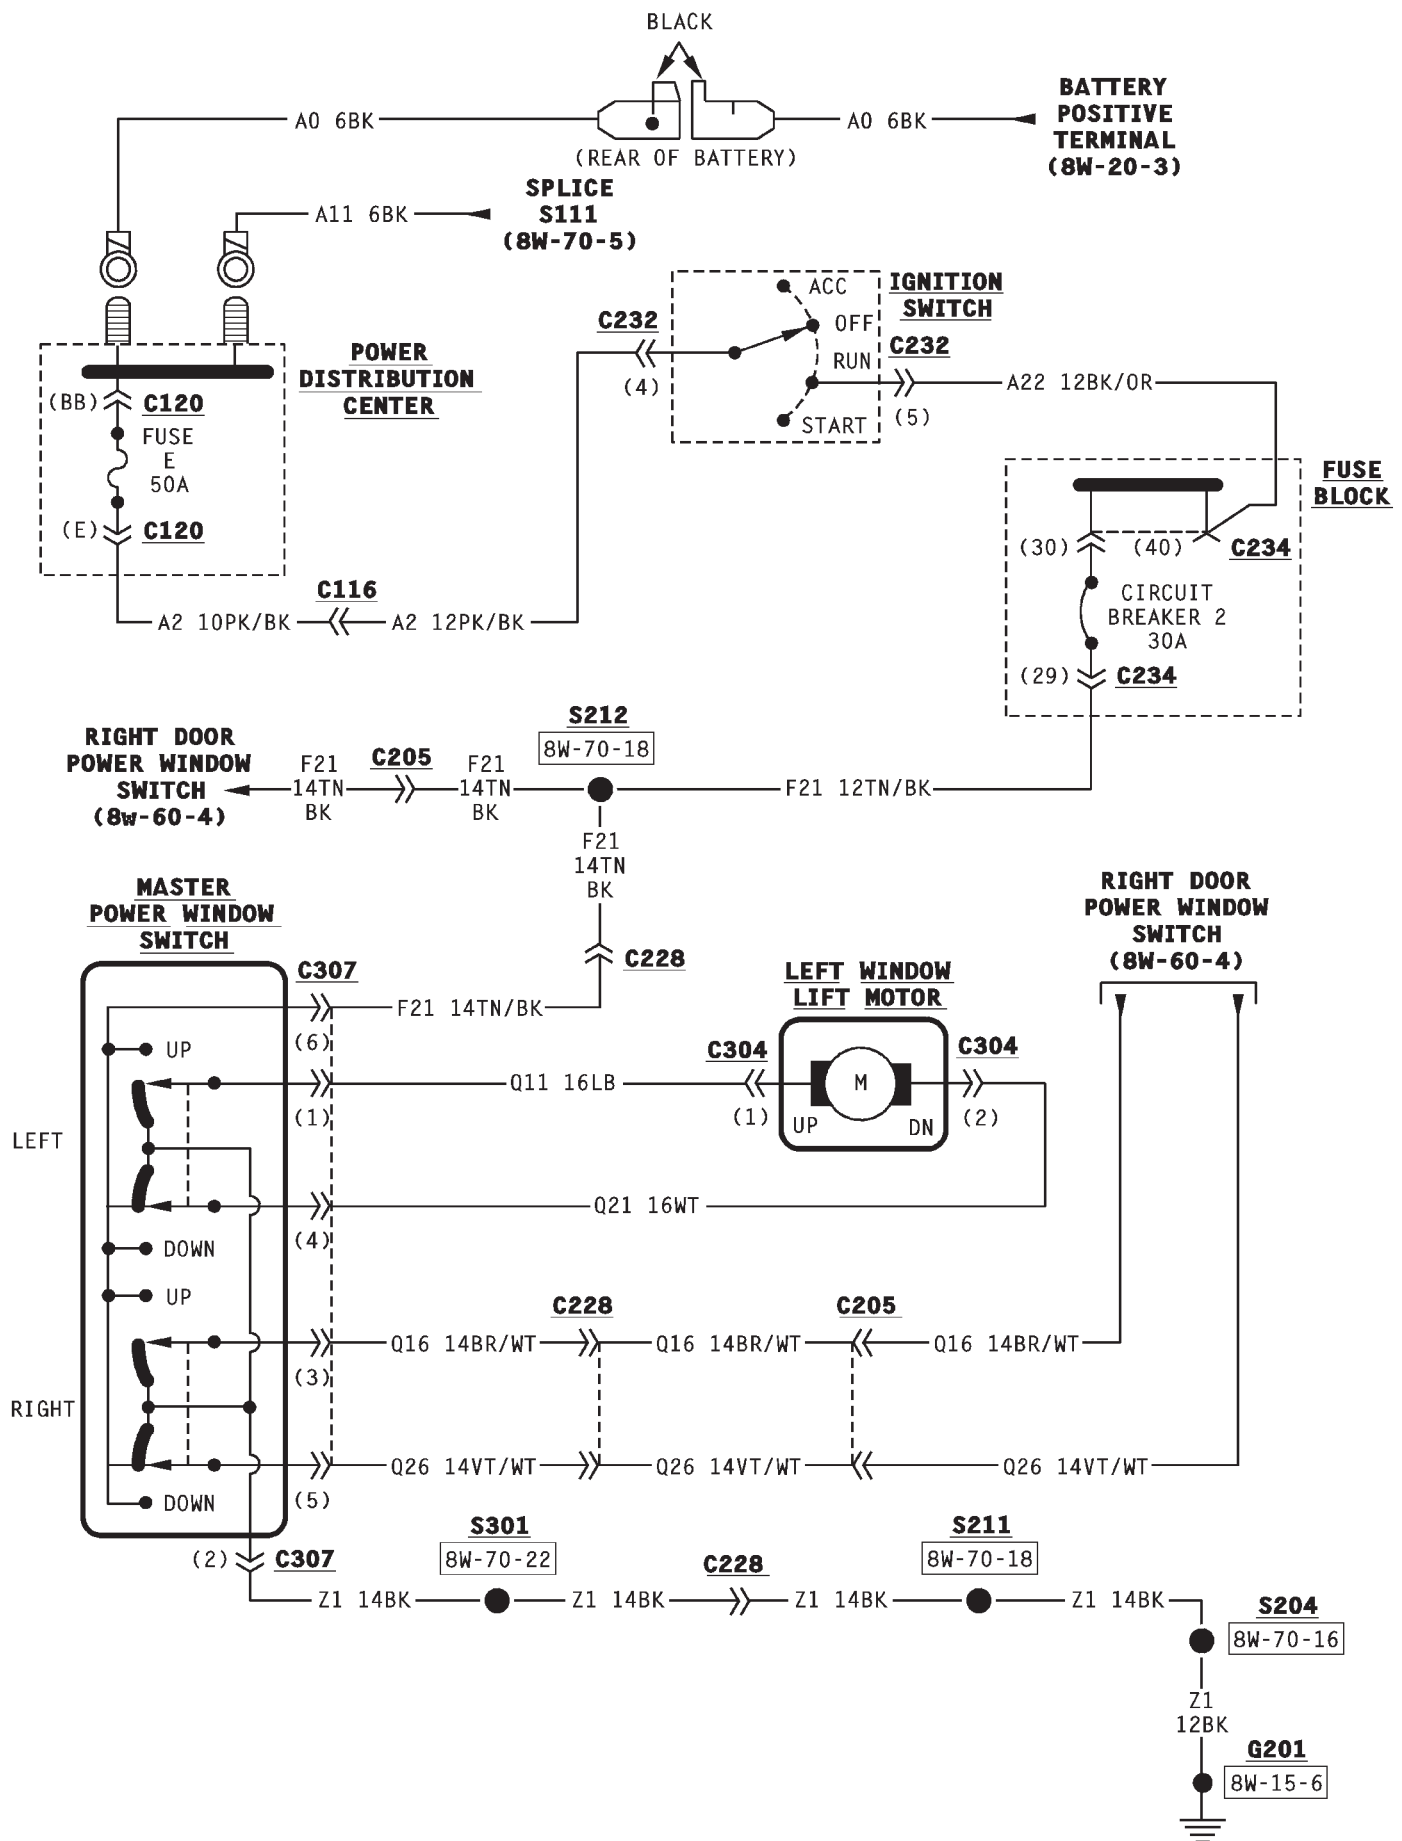 BLACK
A0 6BK
A0 6BK
BATTERY
POSITIVE
TERMINAL
(8W-20-3)
(REAR OF BATTERY)
SPLICE
S111
(8W-70-5)
A11 6BK
IGNITION
SWITCH
ACC
OFF
RUN
START
C232
(4)
C232
(5)
A22 12BK/OR
POWER
DISTRIBUTION
CENTER
(BB)
C120
FUSE
E
50A
(E)
C120
FUSE
BLOCK
(30)
(40)
C234
CIRCUIT
BREAKER 2
30A
(29)
C234
C116
A2 10PK/BK
A2 12PK/BK
S212
8W-70-18
RIGHT DOOR
POWER WINDOW
SWITCH
(8w-60-4)
F21
14TN
BK
C205
F21
14TN
BK
F21 12TN/BK
F21
14TN
BK
C228
MASTER
POWER WINDOW
SWITCH
RIGHT DOOR
POWER WINDOW
SWITCH
(8W-60-4)
C307
F21 14TN/BK
(6)
LEFT WINDOW
LIFT MOTOR
UP
C304
C304
M
Q11 16LB
(1)
(1)
UP
DN
(2)
LEFT
Q21 16WT
(4)
DOWN
UP
C228
C205
Q16 14BR/WT
Q16 14BR/WT
Q16 14BR/WT
(3)
RIGHT
Q26 14VT/WT
Q26 14VT/WT
Q26 14VT/WT
(5)
DOWN
(2)
C307
S301
8W-70-22
C228
S211
8W-70-18
Z1 14BK
Z1 14BK
Z1 14BK
Z1 14BK
S204
8W-70-16
Z1
12BK
G201
8W-15-6